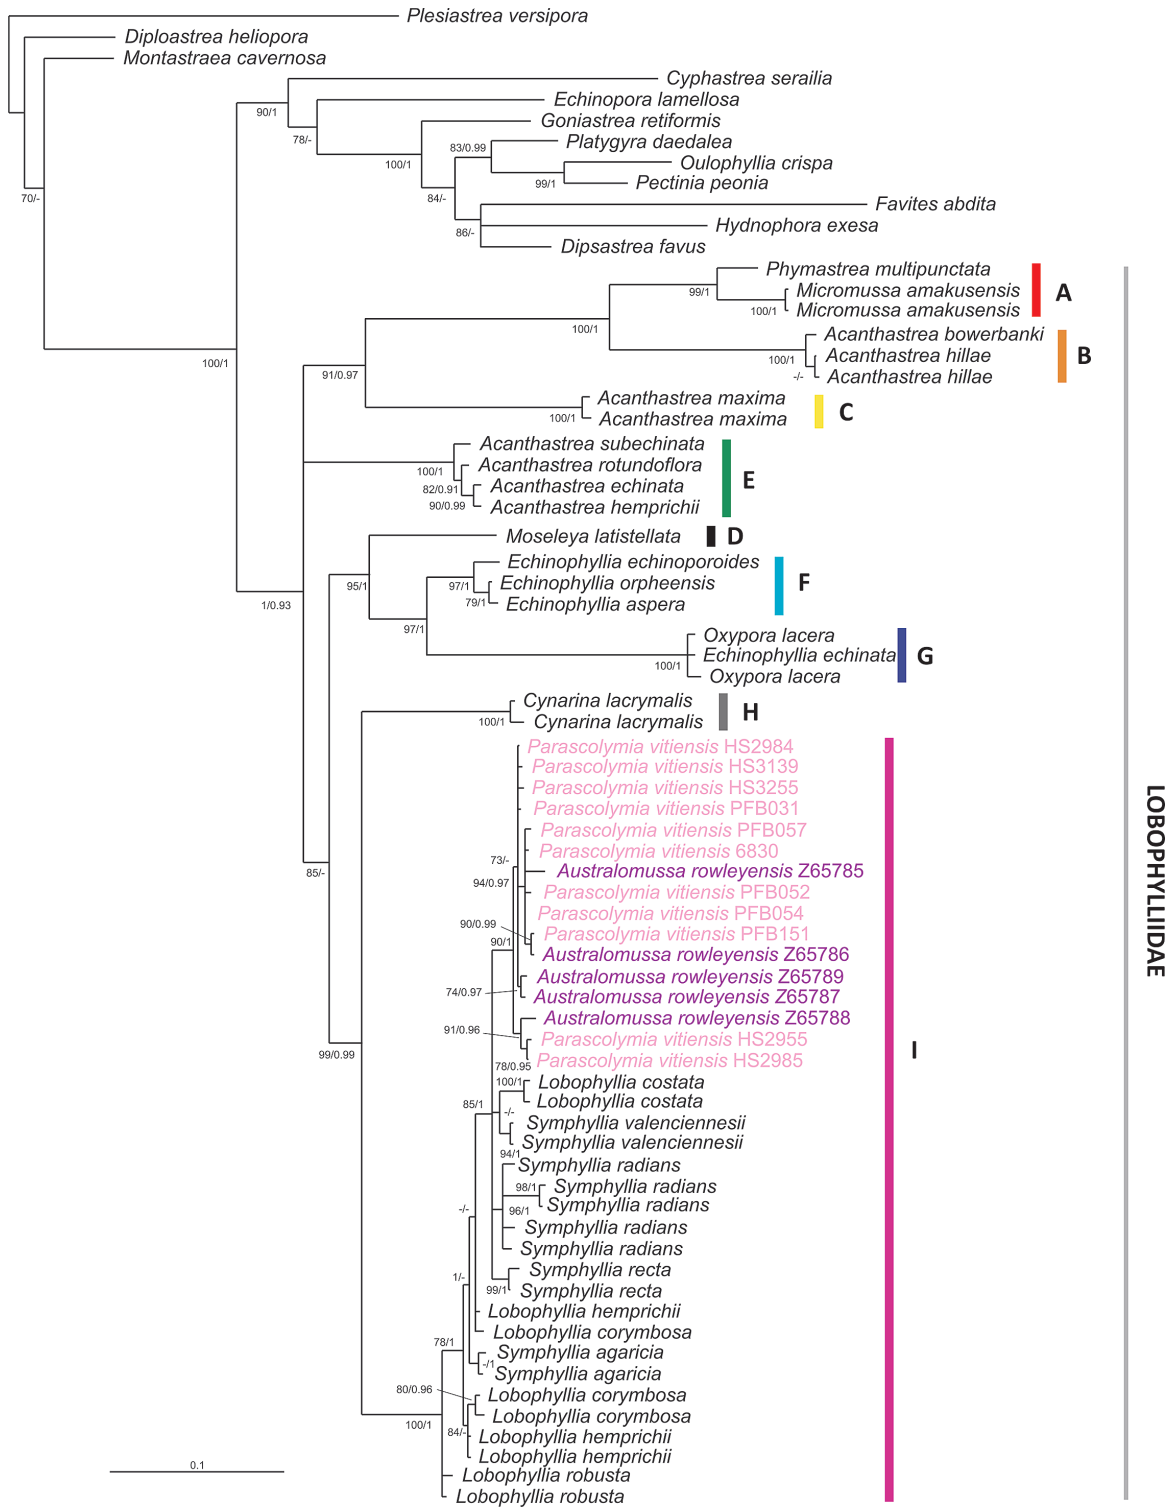 Plesiastrea versipora
Diploastrea heliopora
Montastraea cavernosa
Cyphastrea serailia
90/1
Echinopora lamellosa
78/-
Goniastrea retiformis
Platygyra daedalea
83/0.99
100/1
Oulophyllia crispa
99/1
Pectinia peonia
70/-
84/-
Favites abdita
Hydnophora exesa
86/-
Dipsastrea favus
Phymastrea multipunctata
99/1
Micromussa amakusensis
A
100/1
Micromussa amakusensis
100/1
Acanthastrea bowerbanki
100/1
Acanthastrea hillae
B
100/1
91/0.97
-/-
Acanthastrea hillae
Acanthastrea maxima
C
100/1
Acanthastrea maxima
Acanthastrea subechinata
100/1
Acanthastrea rotundoflora
E
82/0.91
Acanthastrea echinata
90/0.99
Acanthastrea hemprichii
Moseleya latistellata
D
Echinophyllia echinoporoides
95/1
97/1
Echinophyllia orpheensis
F
79/1
Echinophyllia aspera
1/0.93
97/1
Oxypora lacera
Echinophyllia echinata
G
100/1
Oxypora lacera
Cynarina lacrymalis
H
100/1
Cynarina lacrymalis
Parascolymia vitiensis HS2984
Parascolymia vitiensis HS3139
Parascolymia vitiensis HS3255
Parascolymia vitiensis PFB031
Parascolymia vitiensis PFB057
Parascolymia vitiensis 6830
73/-
85/-
Australomussa rowleyensis Z65785
94/0.97
Parascolymia vitiensis PFB052
Parascolymia vitiensis PFB054
90/0.99
Parascolymia vitiensis PFB151
90/1
Australomussa rowleyensis Z65786
LOBOPHYLLIIDAE
Australomussa rowleyensis Z65789
74/0.97
Australomussa rowleyensis Z65787
Australomussa rowleyensis Z65788
91/0.96
Parascolymia vitiensis HS2955
I
99/0.99
78/0.95
Parascolymia vitiensis HS2985
100/1
Lobophyllia costata
Lobophyllia costata
85/1
-/-
Symphyllia valenciennesii
Symphyllia valenciennesii
94/1
Symphyllia radians
98/1
Symphyllia radians
Symphyllia radians
-/-
96/1
Symphyllia radians
Symphyllia radians
1/-
Symphyllia recta
99/1
Symphyllia recta
Lobophyllia hemprichii
Lobophyllia corymbosa
78/1
Symphyllia agaricia
-/1
Symphyllia agaricia
80/0.96
Lobophyllia corymbosa
Lobophyllia corymbosa
100/1
84/-
Lobophyllia hemprichii
Lobophyllia hemprichii
0.1
Lobophyllia robusta
Lobophyllia robusta